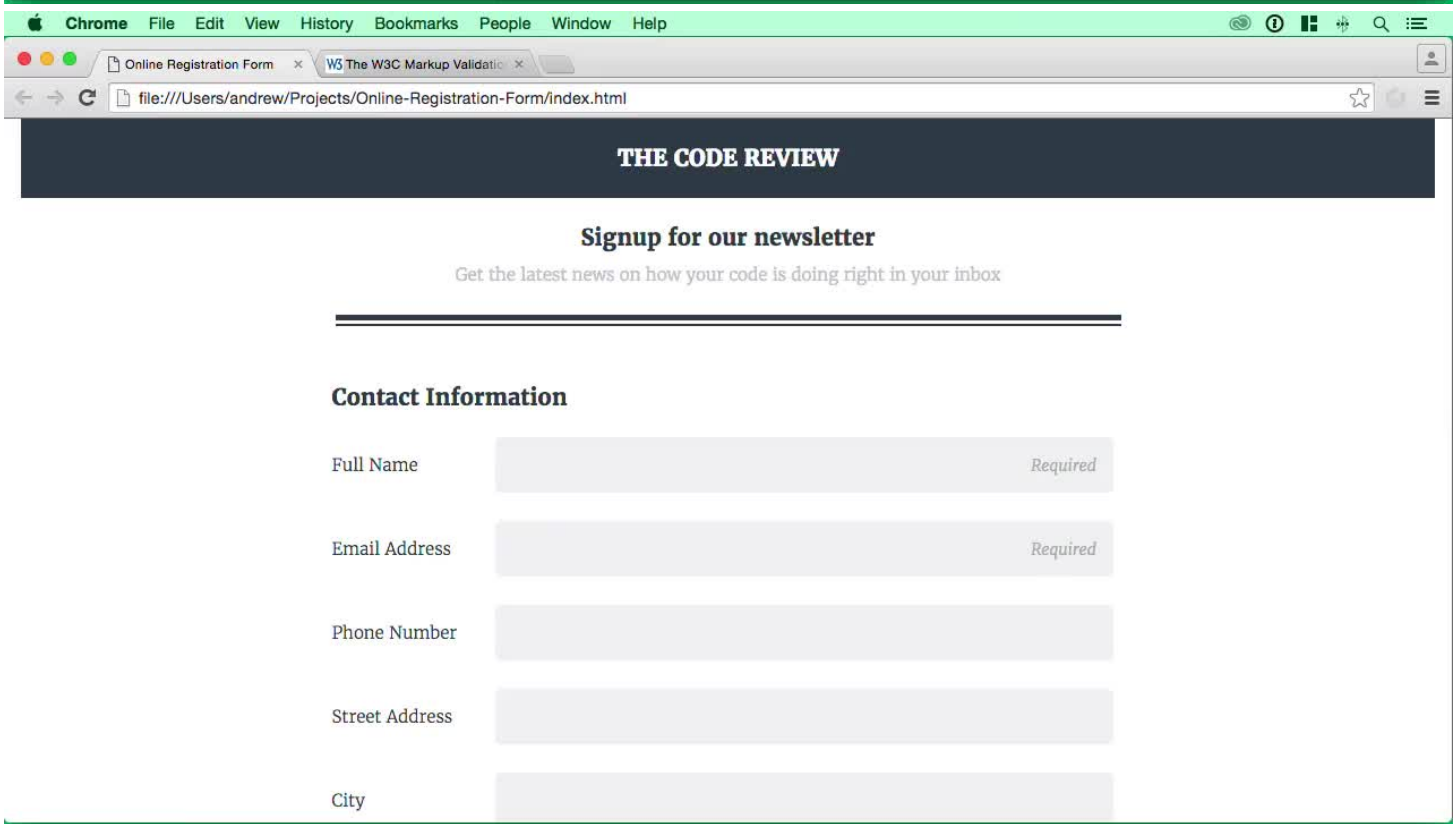 Chrome File Edit View History Bookmarks People Window Help
Online Registration Form W3 The W3C Markup Validatio
file:///Users/andrew/Projects/Online-Registration-Form/index.html
THE CODE REVIEW
Signup for our newsletter
Get the latest news on how your code is doing right in your inbox
Contact Information
Full Name Required
Email Address Required
Phone Number
Street Address
City